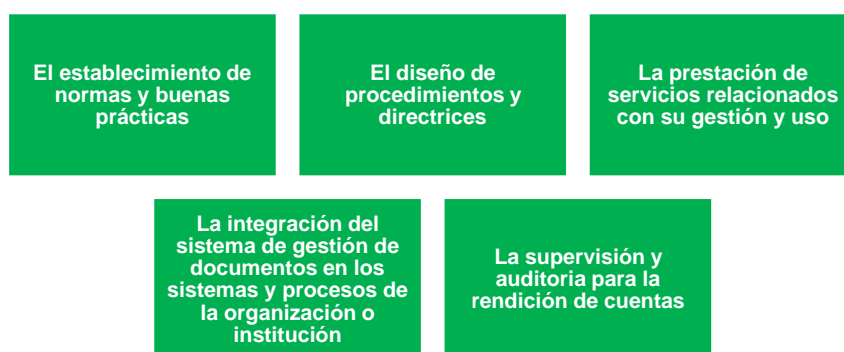 El establecimiento de
normas y buenas
prácticas
El diseño de
procedimientos y
directrices
La prestación de
servicios relacionados
con su gestión y uso
La integración del
sistema de gestión de
documentos en los
sistemas y procesos de
la organización o
institución
La supervisión y
auditoria para la
rendición de cuentas